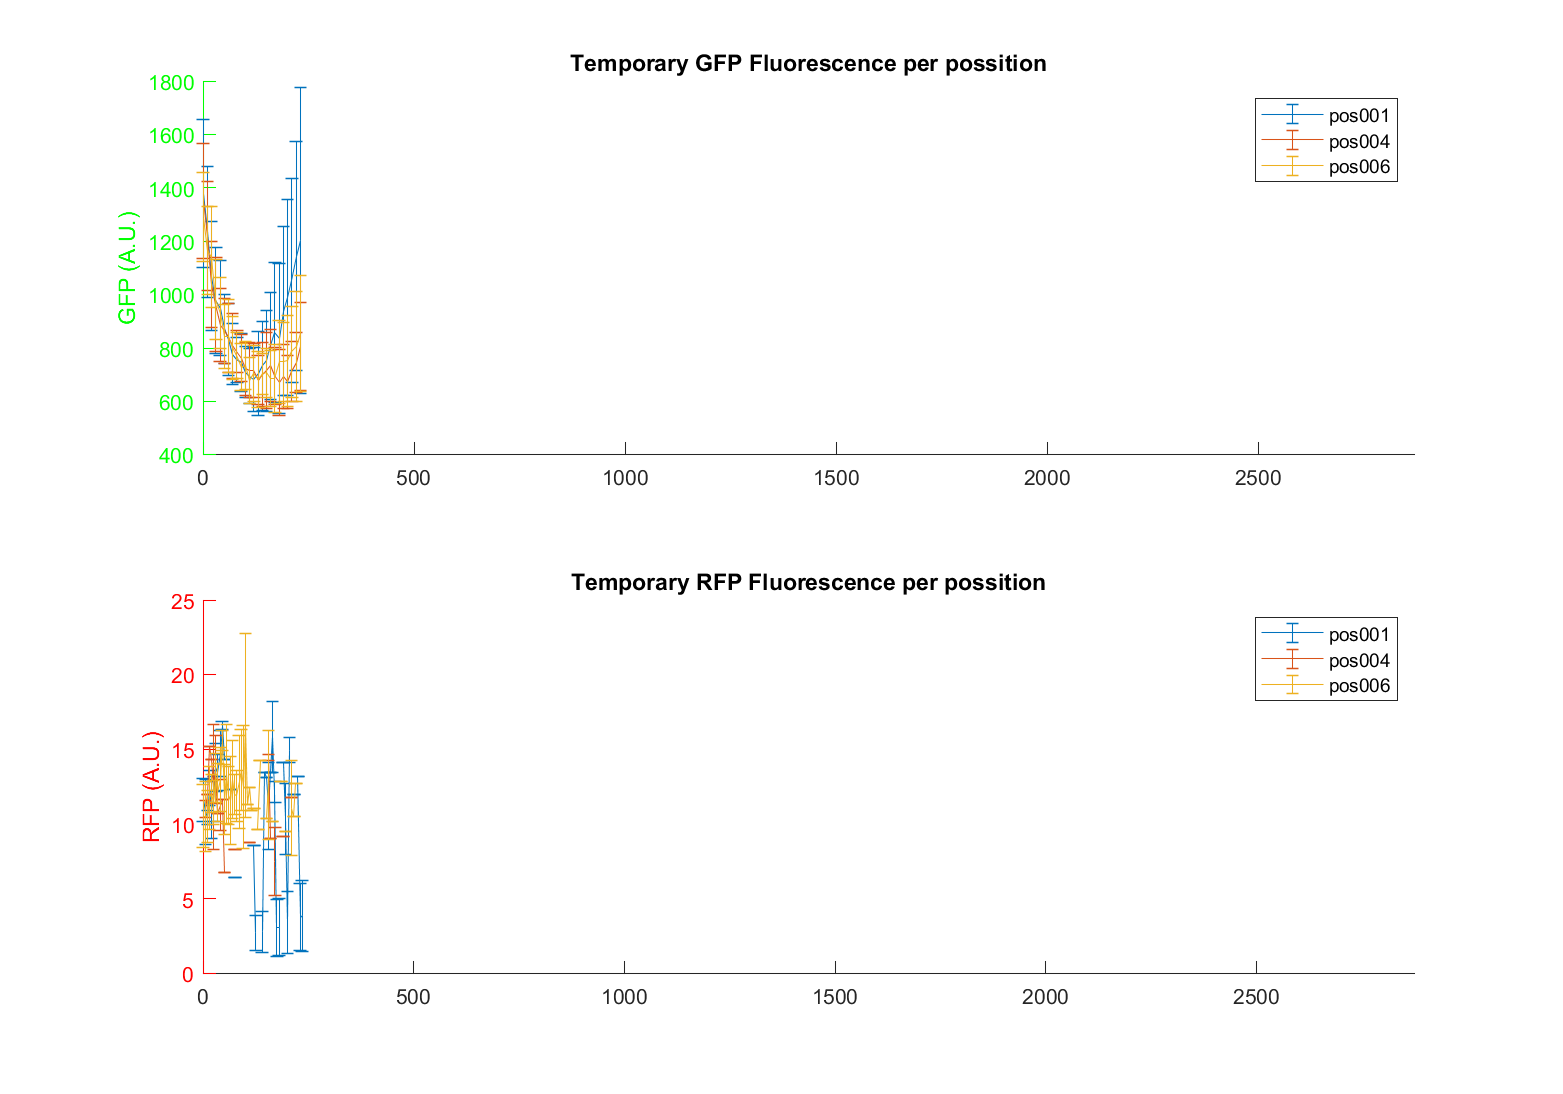 Temporary GFP Fluorescence per possition
1800
1600
1400
1200
1000
800
600
400
GFP (A.U.)
pos001
pos004
pos006
0 500 1000 1500 2000 2500
Temporary RFP Fluorescence per possition
25
20
15
10
5
0
RFP (A.U.)
pos001
pos004
pos006
0 500 1000 1500 2000 2500